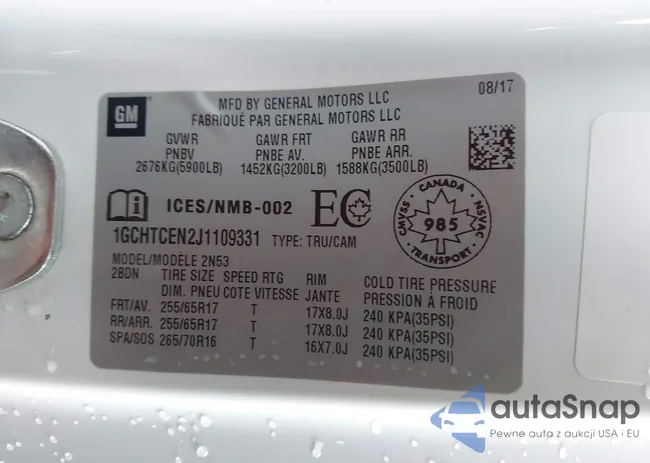 GM
MFD BY GENERAL MOTORS LLC
FABRIQUÉ PAR GENERAL MOTORS LLC
08/17
GVWR GAWR FRT GAWR RR
PNBV PNBE AV. PNBE ARR.
2676KG(5900LB) 1452KG(3200LB) 1588KG(3500LB)
ICES/NMB-002 EC
CANADA
CMVSS 985 NSVAC
TRANSPORT
1GCHTCEN2J1109331 TYPE: TRU/CAM
MODEL/MODÈLE 2N53
2BDN TIRE SIZE SPEED RTG RIM COLD TIRE PRESSURE
DIM. PNEU COTE VITESSE JANTE PRESSION À FROID
FRT/AV. 255/65R17 T 17X8.0J 240 KPA(35PSI)
RR/ARR. 255/65R17 T 17X8.0J 240 KPA(35PSI)
SPA/SOS 265/70R16 T 16X7.0J 240 KPA(35PSI)
autaSnap
Pewne auta z aukcji USA i EU